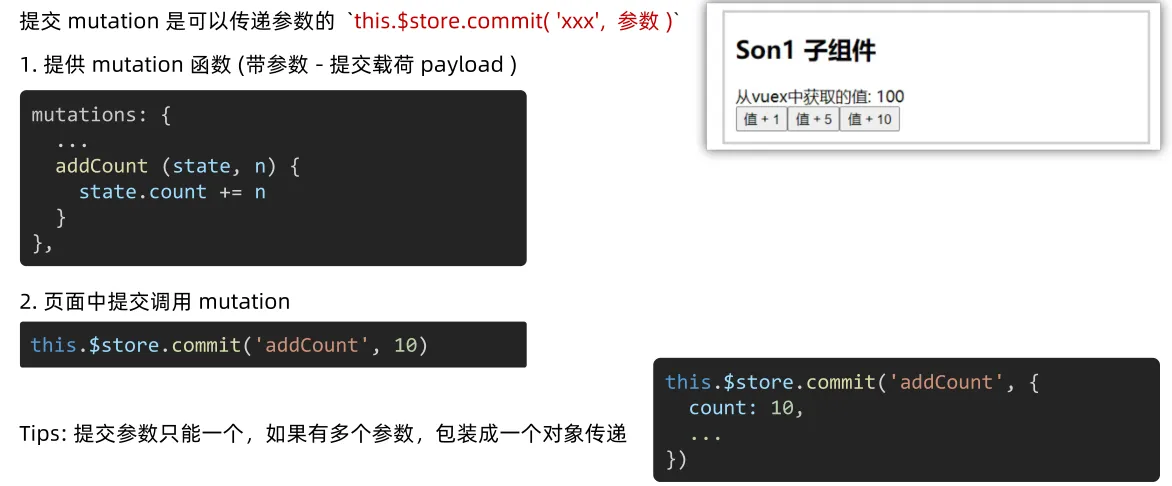 提交 mutation 是可以传递参数的 `this.$store.commit( 'xxx', 参数 )`
1. 提供 mutation 函数 (带参数 - 提交载荷 payload )
mutations: {
  ...
  addCount (state, n) {
    state.count += n
  }
},
2. 页面中提交调用 mutation
this.$store.commit('addCount', 10)
Tips: 提交参数只能一个，如果有多个参数，包装成一个对象传递
Son1 子组件
从vuex中获取的值: 100
值 + 1 值 + 5 值 + 10
this.$store.commit('addCount', {
  count: 10,
  ...
})